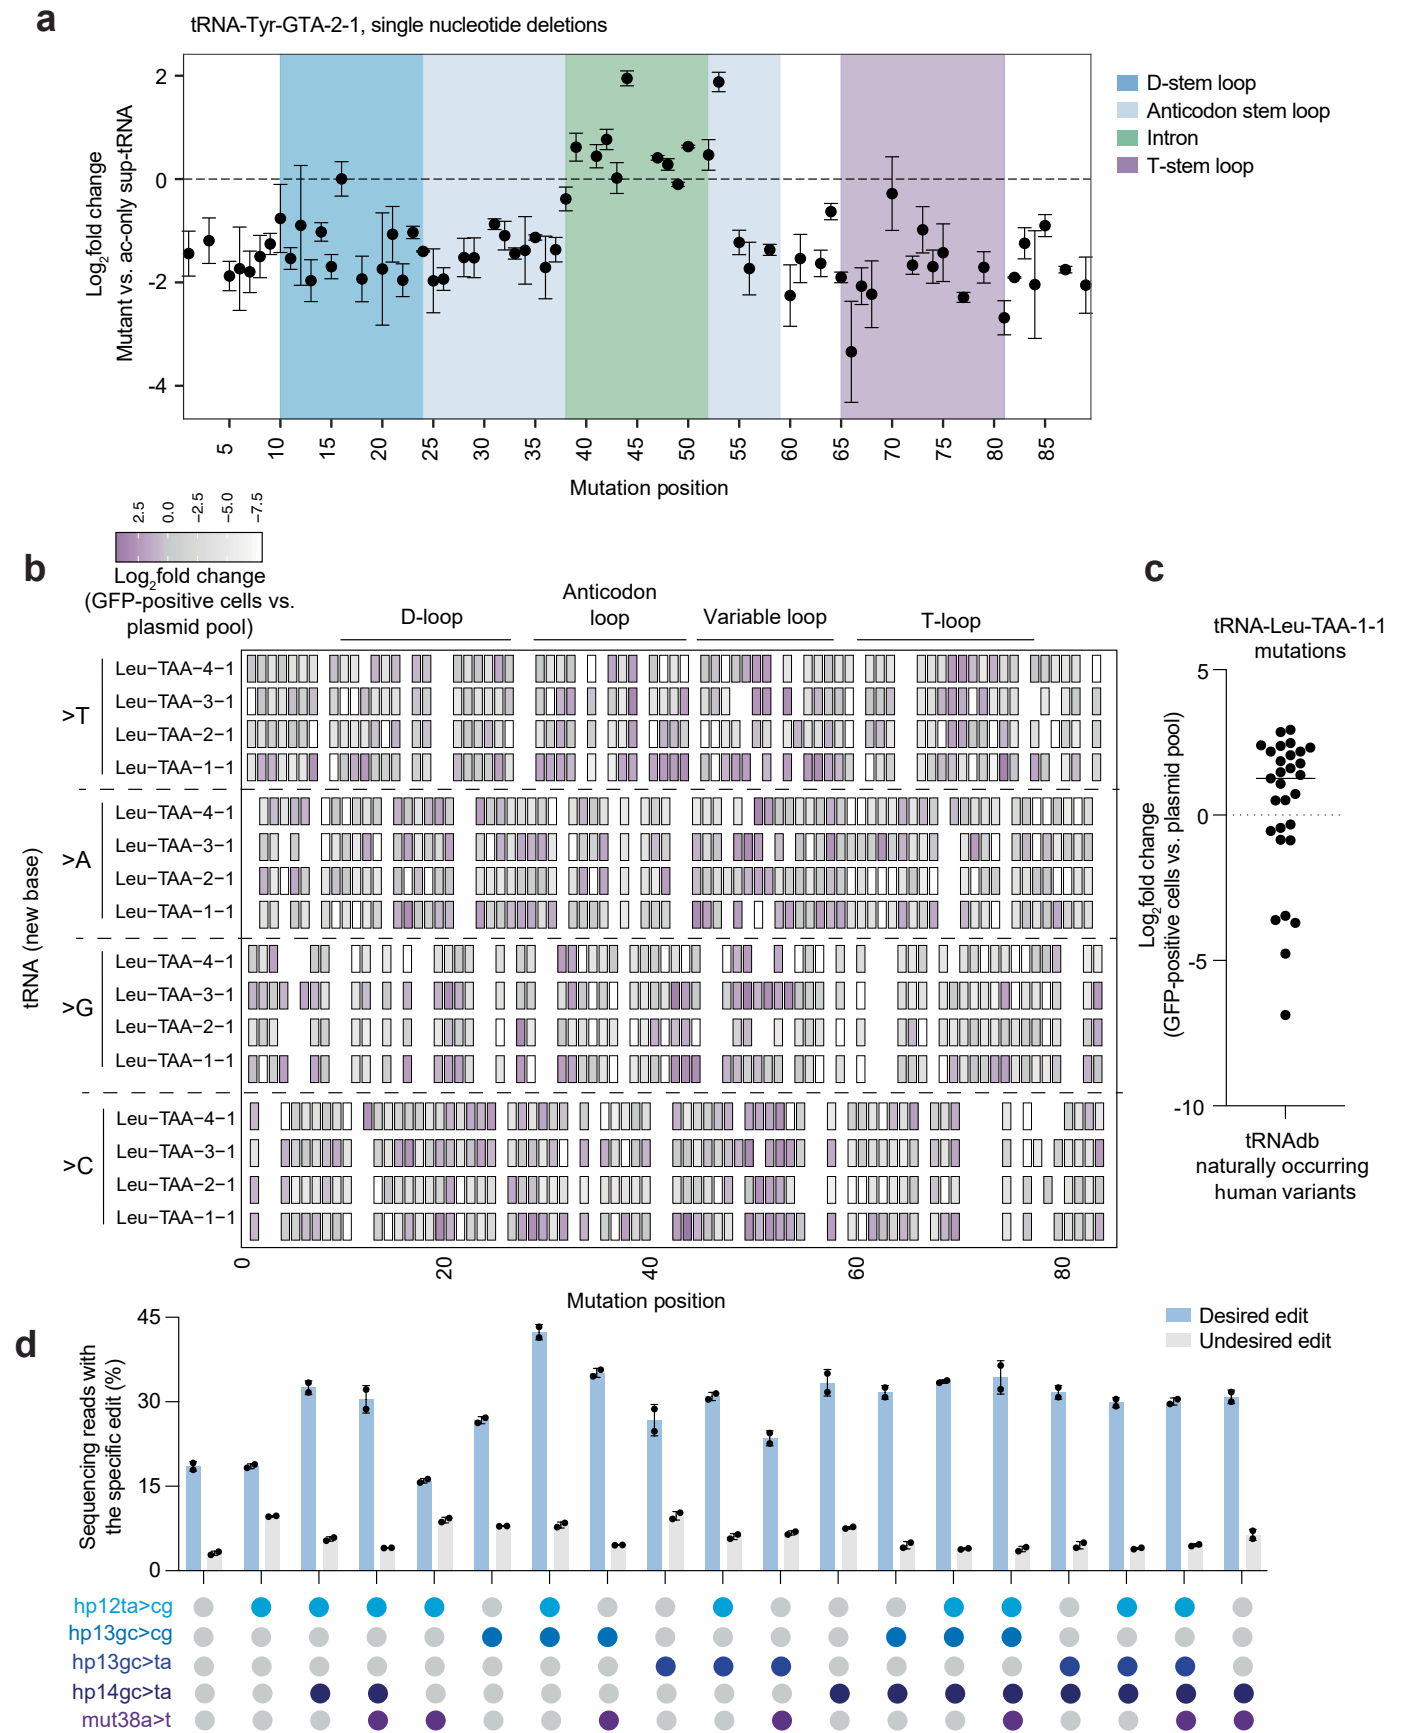 a
tRNA-Tyr-GTA-2-1, single nucleotide deletions
Log2fold change
Mutant vs. ac-only sup-tRNA
2
0
-2
-4
5
10
15
20
25
30
35
40
45
50
55
60
65
70
75
80
85
Mutation position
D-stem loop
Anticodon stem loop
Intron
T-stem loop
b
2.5
0.0
−2.5
−5.0
−7.5
Log2fold change
(GFP-positive cells vs.
plasmid pool)
D-loop
Anticodon
loop
Variable loop
T-loop
tRNA (new base)
>T
Leu−TAA−4−1
Leu−TAA−3−1
Leu−TAA−2−1
Leu−TAA−1−1
>A
Leu−TAA−4−1
Leu−TAA−3−1
Leu−TAA−2−1
Leu−TAA−1−1
>G
Leu−TAA−4−1
Leu−TAA−3−1
Leu−TAA−2−1
Leu−TAA−1−1
>C
Leu−TAA−4−1
Leu−TAA−3−1
Leu−TAA−2−1
Leu−TAA−1−1
0
20
40
60
80
Mutation position
c
tRNA-Leu-TAA-1-1
mutations
Log2fold change
(GFP-positive cells vs. plasmid pool)
5
0
-5
-10
tRNAdb
naturally occurring
human variants
d
Sequencing reads with
the specific edit (%)
45
30
15
0
Desired edit
Undesired edit
hp12ta>cg
hp13gc>cg
hp13gc>ta
hp14gc>ta
mut38a>t